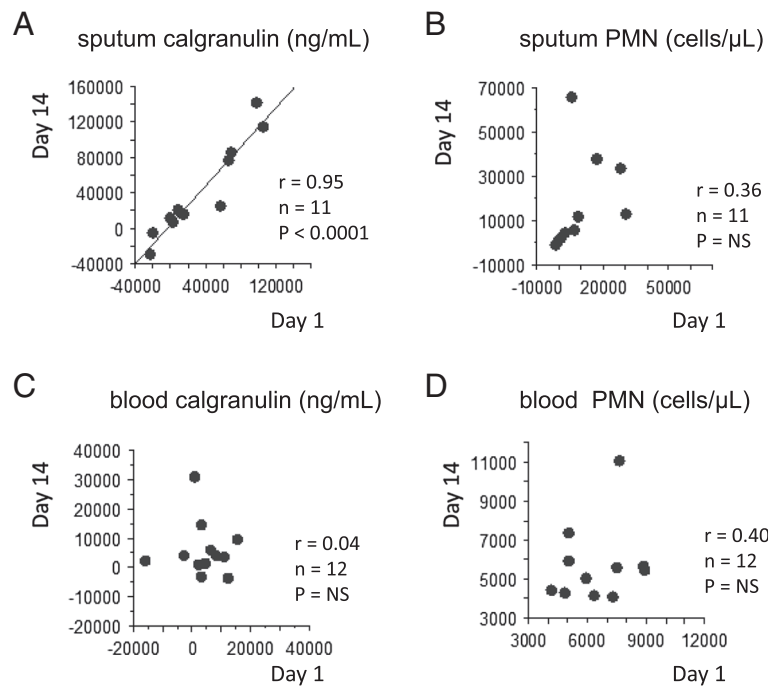 A
sputum calgranulin (ng/mL)
Day 14
160000
120000
80000
40000
0
-40000
-40000 40000 120000
r = 0.95
n = 11
P < 0.0001
Day 1
B
sputum PMN (cells/µL)
Day 14
70000
50000
30000
10000
-10000
-10000 20000 50000
r = 0.36
n = 11
P = NS
Day 1
C
blood calgranulin (ng/mL)
Day 14
40000
30000
20000
10000
0
-10000
-20000
-20000 0 20000 40000
r = 0.04
n = 12
P = NS
Day 1
D
blood PMN (cells/µL)
Day 14
11000
9000
7000
5000
3000
3000 6000 9000 12000
r = 0.40
n = 12
P = NS
Day 1